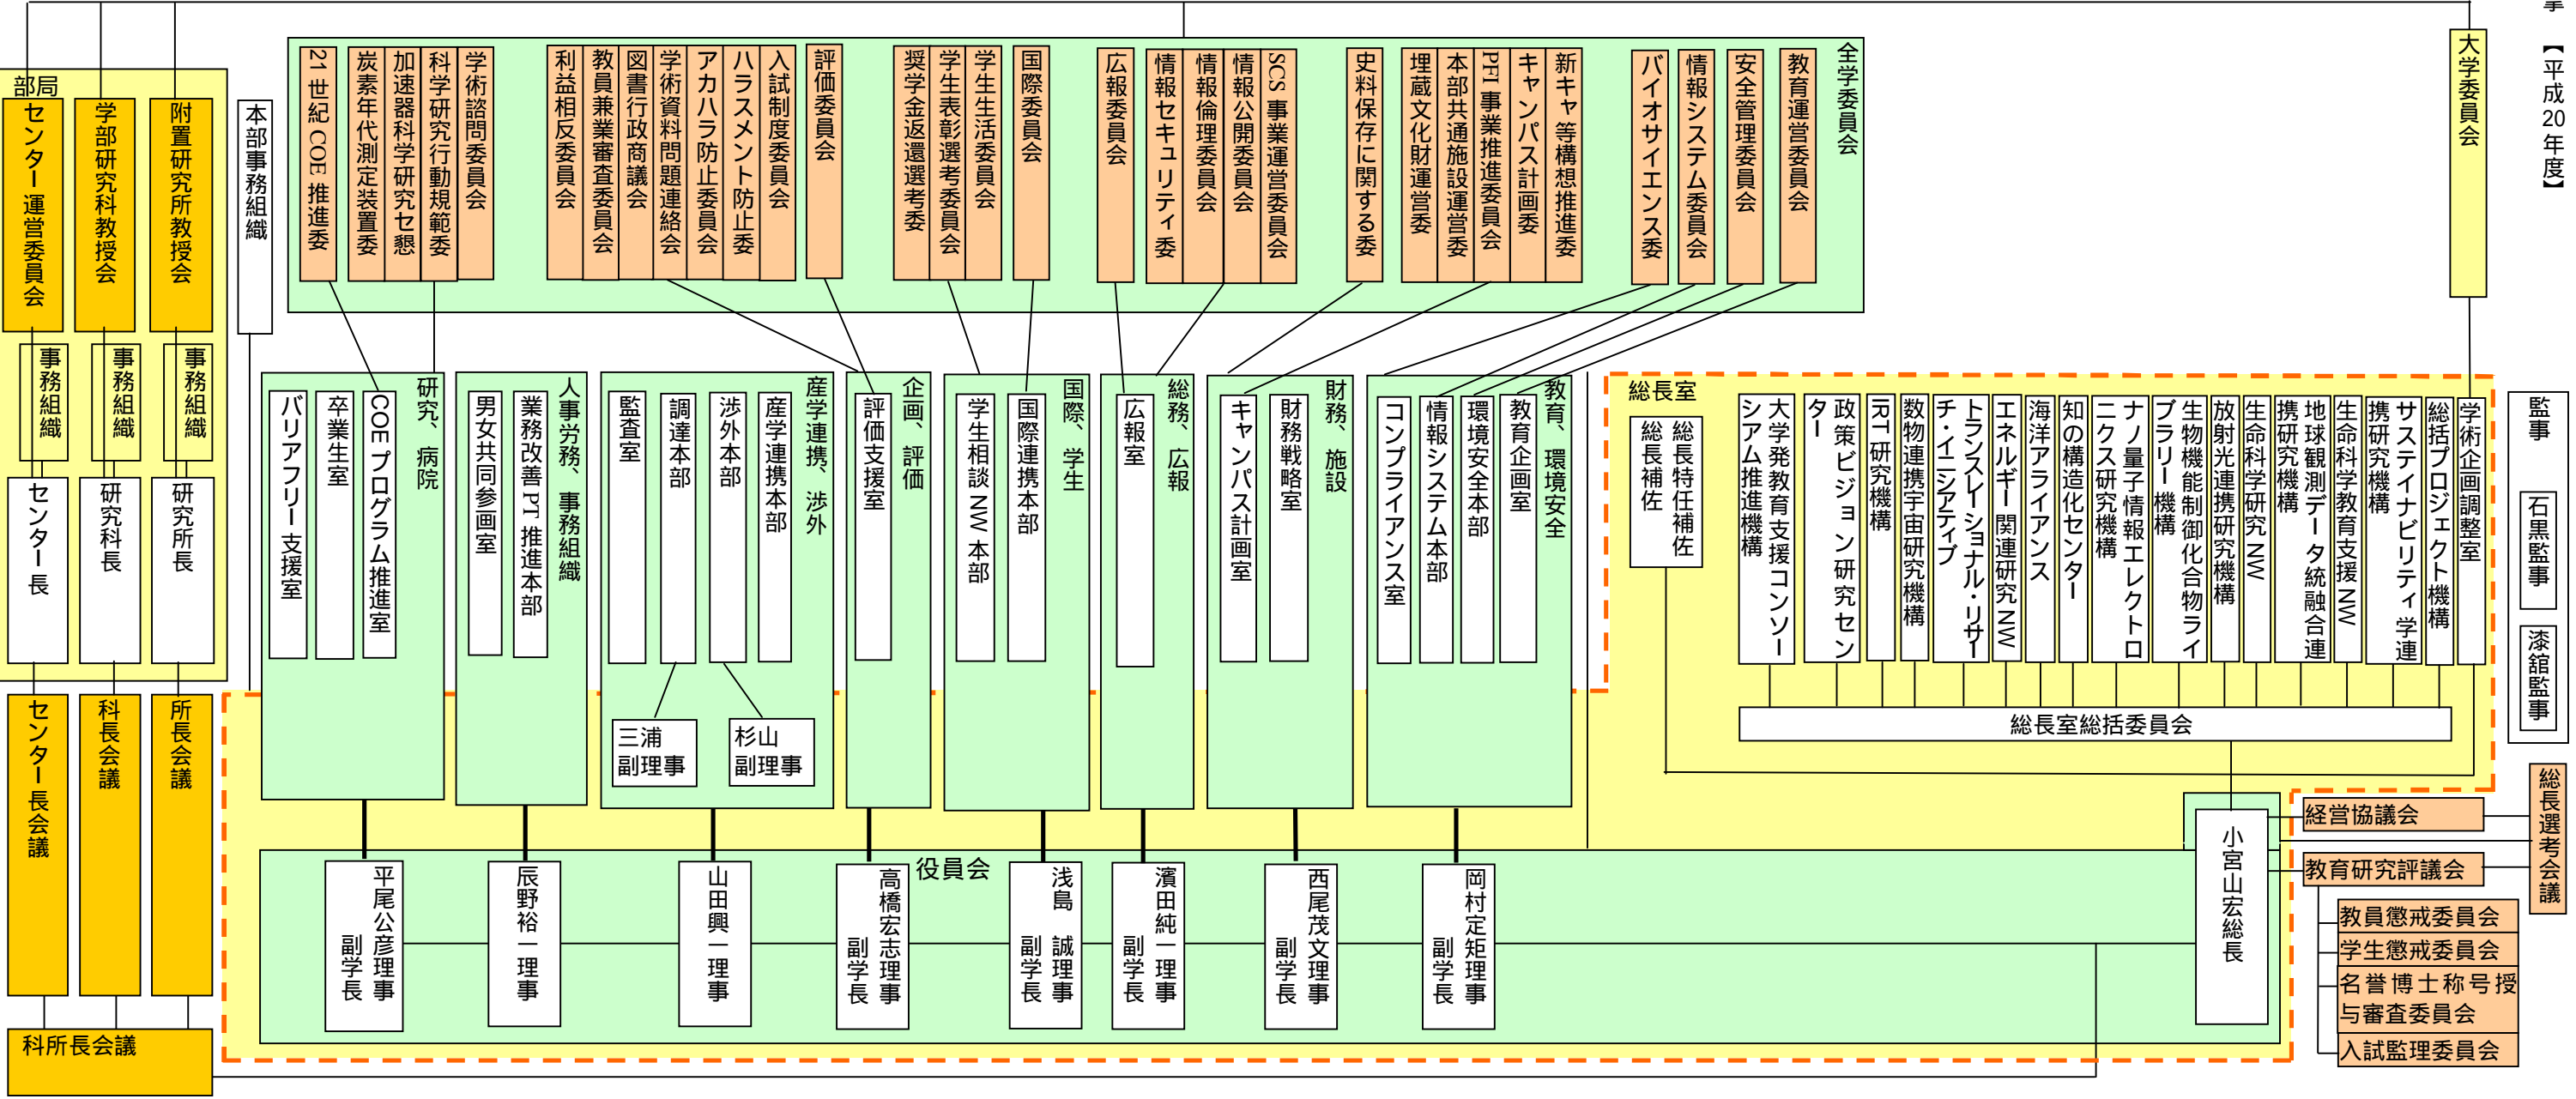 掌
【平成20年度】
大学委員会
全学委員会
教育運営委員会
安全管理委員会
情報システム委員会
バイオサイエンス委
新キャ等構想推進委
キャンパス計画委
PFI 事業推進委員会
本部共通施設運営委
埋蔵文化財運営委
史料保存に関する委
SCS 事業運営委員会
情報公開委員会
情報倫理委員会
情報セキュリティ委
広報委員会
国際委員会
学生生活委員会
学生表彰選考委員会
奨学金返還選考委
評価委員会
入試制度委員会
ハラスメント防止委
アカハラ防止委員会
学術資料問題連絡会
図書行政商議会
教員兼業審査委員会
利益相反委員会
学術諮問委員会
科学研究行動規範委
加速器科学研究セ懇
炭素年代測定装置委
21 世紀 COE 推進委
本部事務組織
部局
附置研究所教授会
学部研究科教授会
センター運営委員会
事務組織
事務組織
事務組織
研究所長
研究科長
センター長
所長会議
科長会議
センター長会議
科所長会議
監事
石黒監事
漆舘監事
総長室
総長特任補佐
総長補佐
学術企画調整室
総括プロジェクト機構
サステイナビリティ学連
携研究機構
生命科学教育支援 NW
地球観測データ統融合連
携研究機構
生命科学研究 NW
放射光連携研究機構
生物機能制御化合物ライ
ブラリー機構
ナノ量子情報エレクトロ
ニクス研究機構
知の構造化センター
海洋アライアンス
エネルギー関連研究 NW
トランスレーショナル・リサー
チ・イニシアティブ
数物連携宇宙研究機構
IRT 研究機構
政策ビジョン研究セン
ター
大学発教育支援コンソー
シアム推進機構
総長室総括委員会
教育、環境安全
教育企画室
環境安全本部
情報システム本部
コンプライアンス室
財務、施設
財務戦略室
キャンパス計画室
総務、広報
広報室
国際、学生
国際連携本部
学生相談 NW 本部
企画、評価
評価支援室
産学連携、渉外
産学連携本部
渉外本部
調達本部
監査室
杉山
副理事
三浦
副理事
人事労務、事務組織
業務改善 PT 推進本部
男女共同参画室
研究、病院
COE プログラム推進室
卒業生室
バリアフリー支援室
役員会
小宮山宏総長
岡村定矩理事
副学長
西尾茂文理事
副学長
濱田純一理事
副学長
浅島　誠理事
副学長
高橋宏志理事
副学長
山田興一理事
辰野裕一理事
平尾公彦理事
副学長
総長選考会議
経営協議会
教育研究評議会
教員懲戒委員会
学生懲戒委員会
名誉博士称号授
与審査委員会
入試監理委員会